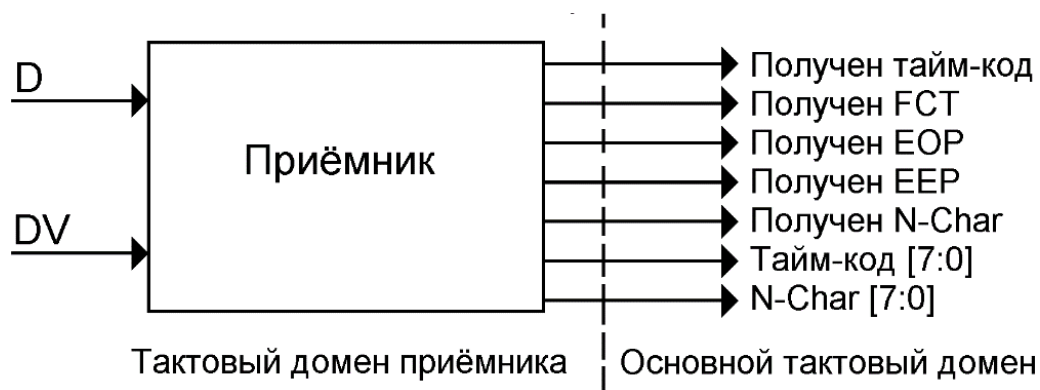 D
DV
Приёмник
Получен тайм-код
Получен FCT
Получен EOP
Получен EEP
Получен N-Char
Тайм-код [7:0]
N-Char [7:0]
Тактовый домен приёмника
Основной тактовый домен